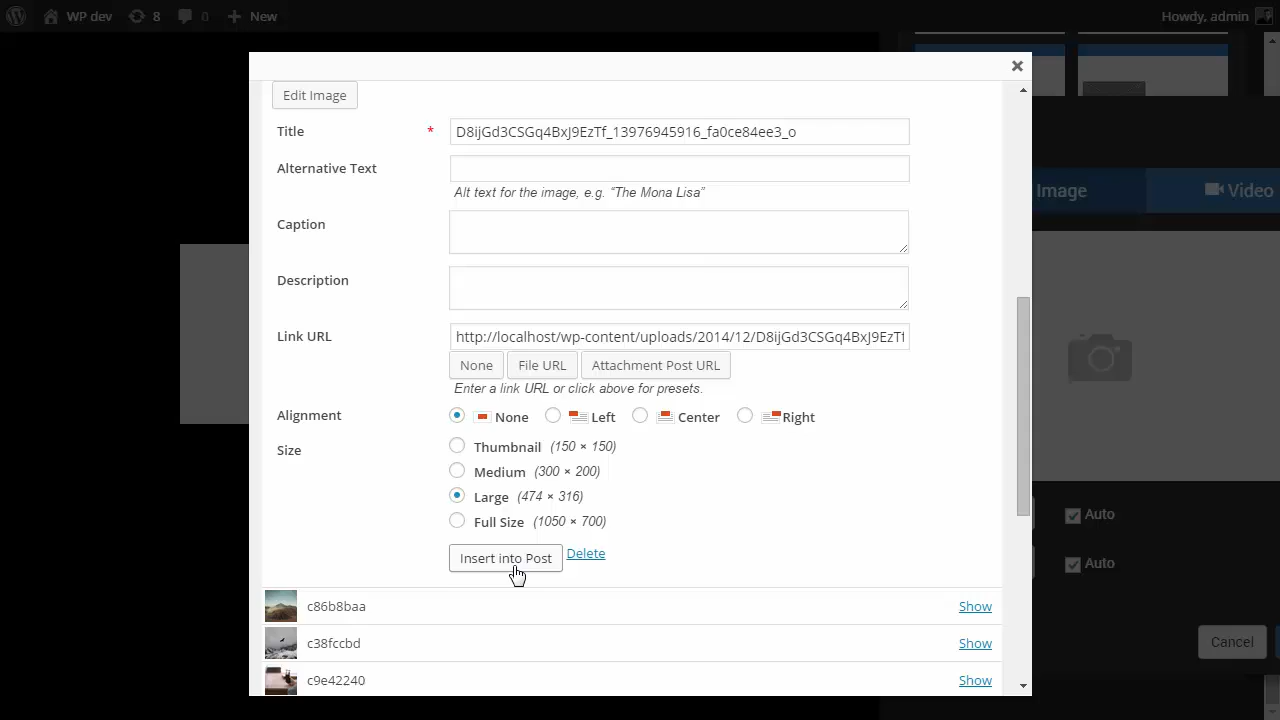 WP dev 8 0 New Howdy, admin
Edit Image
Title * D8ijGd3CSGq4BxJ9EzTf_13976945916_fa0ce84ee3_o
Alternative Text
Alt text for the image, e.g. “The Mona Lisa”
Image Video
Caption
Description
Link URL http://localhost/wp-content/uploads/2014/12/D8ijGd3CSGq4BxJ9EzTf
None File URL Attachment Post URL
Enter a link URL or click above for presets.
Alignment None Left Center Right
Size Thumbnail (150 × 150)
Medium (300 × 200)
Large (474 × 316)
Full Size (1050 × 700)
Auto
Insert into Post Delete
Auto
c86b8baa Show
c38fccbd Show
Cancel
c9e42240 Show